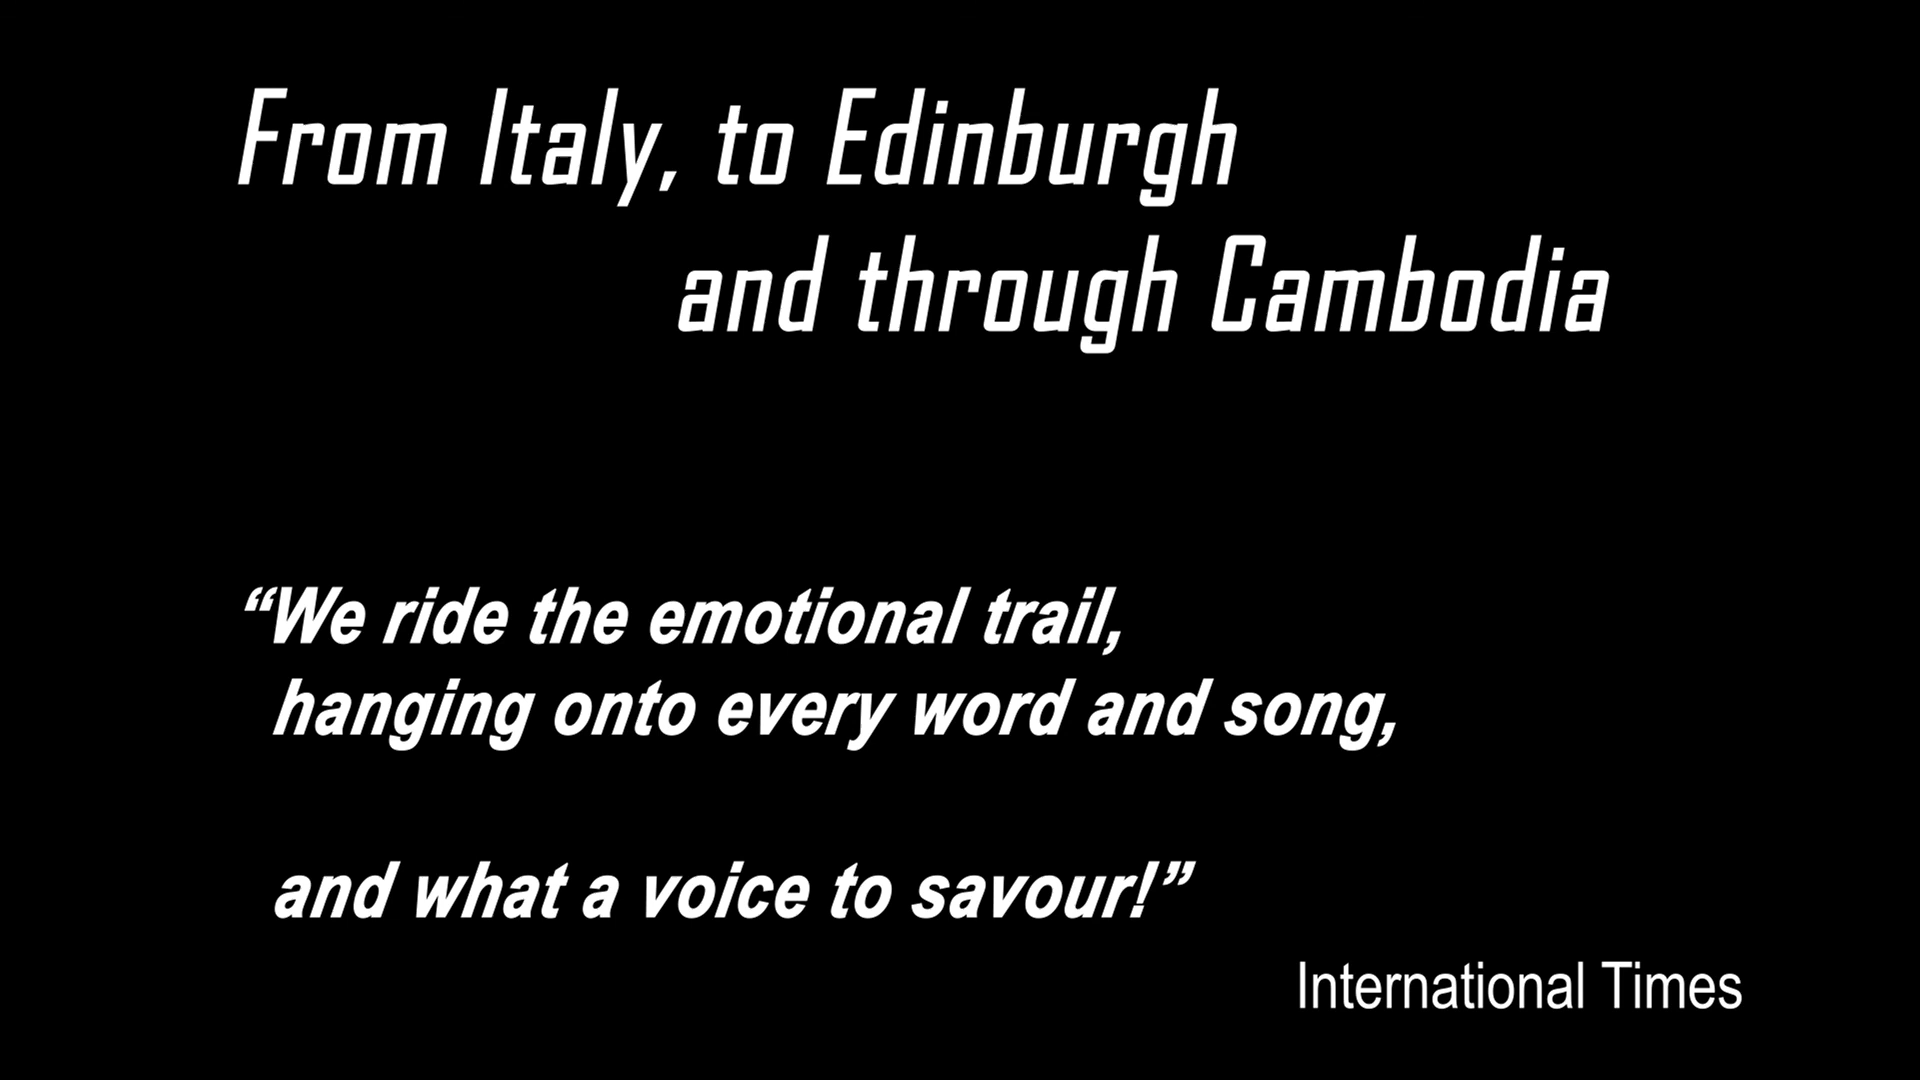 From Italy, to Edinburgh
and through Cambodia
“We ride the emotional trail,
hanging onto every word and song,
and what a voice to savour!”
International Times